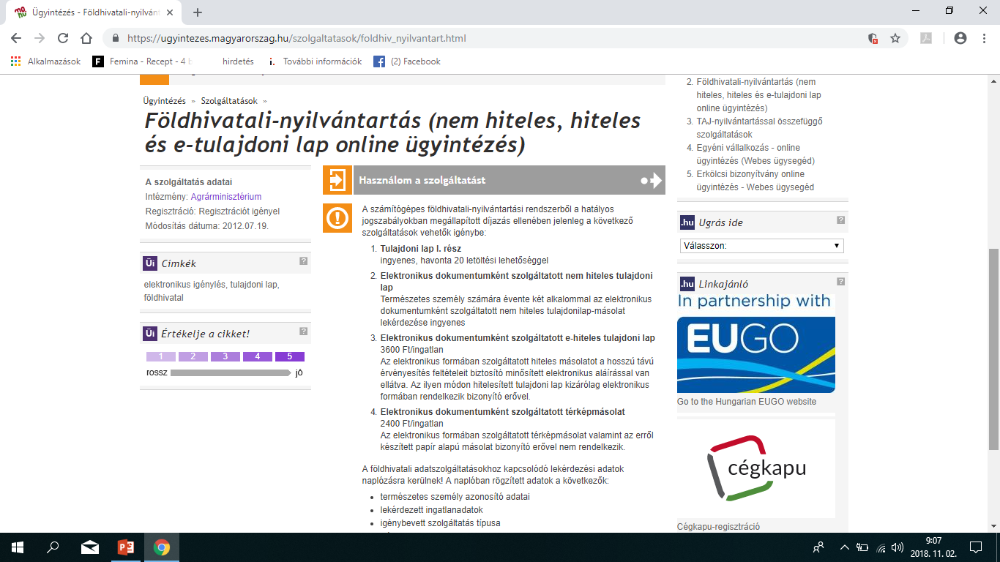 Ügyintézés - Földhivatali-nyilvánt
https://ugyintezes.magyarorszag.hu/szolgaltatasok/foldhiv_nyilvantart.html
Alkalmazások
Femina - Recept - 4 b
hirdetés
i.
További információk
(2) Facebook
Ügyintézés » Szolgáltatások »
Földhivatali-nyilvántartás (nem hiteles, hiteles
és e-tulajdoni lap online ügyintézés)
A szolgáltatás adatai
Intézmény: Agrárminisztérium
Regisztráció: Regisztrációt igényel
Módosítás dátuma: 2012.07.19.
Üi Címkék ?
elektronikus igénylés, tulajdoni lap,
földhivatal
Üi Értékelje a cikket! ?
1 2 3 4 5
rossz jó
Használom a szolgáltatást
A számítógépes földhivatali-nyilvántartási rendszerből a hatályos
jogszabályokban megállapított díjazás ellenében jelenleg a következő
szolgáltatások vehetők igénybe:
1. Tulajdoni lap I. rész
ingyenes, havonta 20 letöltési lehetőséggel
2. Elektronikus dokumentumként szolgáltatott nem hiteles tulajdoni
lap
Természetes személy számára évente két alkalommal az elektronikus
dokumentumként szolgáltatott nem hiteles tulajdonilap-másolat
lekérdezése ingyenes
3. Elektronikus dokumentumként szolgáltatott e-hiteles tulajdoni lap
3600 Ft/ingatlan
Az elektronikus formában szolgáltatott hiteles másolatot a hosszú távú
érvényesítés feltételeit biztosító minősített elektronikus aláírással van
ellátva. Az ilyen módon hitelesített tulajdoni lap kizárólag elektronikus
formában rendelkezik bizonyító erővel.
4. Elektronikus dokumentumként szolgáltatott térképmásolat
2400 Ft/ingatlan
Az elektronikus formában szolgáltatott térképmásolat valamint az erről
készített papír alapú másolat bizonyító erővel nem rendelkezik.
A földhivatali adatszolgáltatásokhoz kapcsolódó lekérdezési adatok
naplózásra kerülnek! A naplóban rögzített adatok a következők:
• természetes személy azonosító adatai
• lekérdezett ingatlanadatok
• igénybevett szolgáltatás típusa
2. Földhivatali-nyilvántartás (nem
hiteles, hiteles és e-tulajdoni lap
online ügyintézés)
3. TAJ-nyilvántartással összefüggő
szolgáltatások
4. Egyéni vállalkozás - online
ügyintézés (Webes ügysegéd)
5. Erkölcsi bizonyítvány online
ügyintézés - Webes ügysegéd
.hu Ugrás ide ?
Válasszon:
.hu Linkajánló ?
In partnership with
EUGO
Go to the Hungarian EUGO website
cégkapu
Cégkapu-regisztráció
9:07
2018. 11. 02.